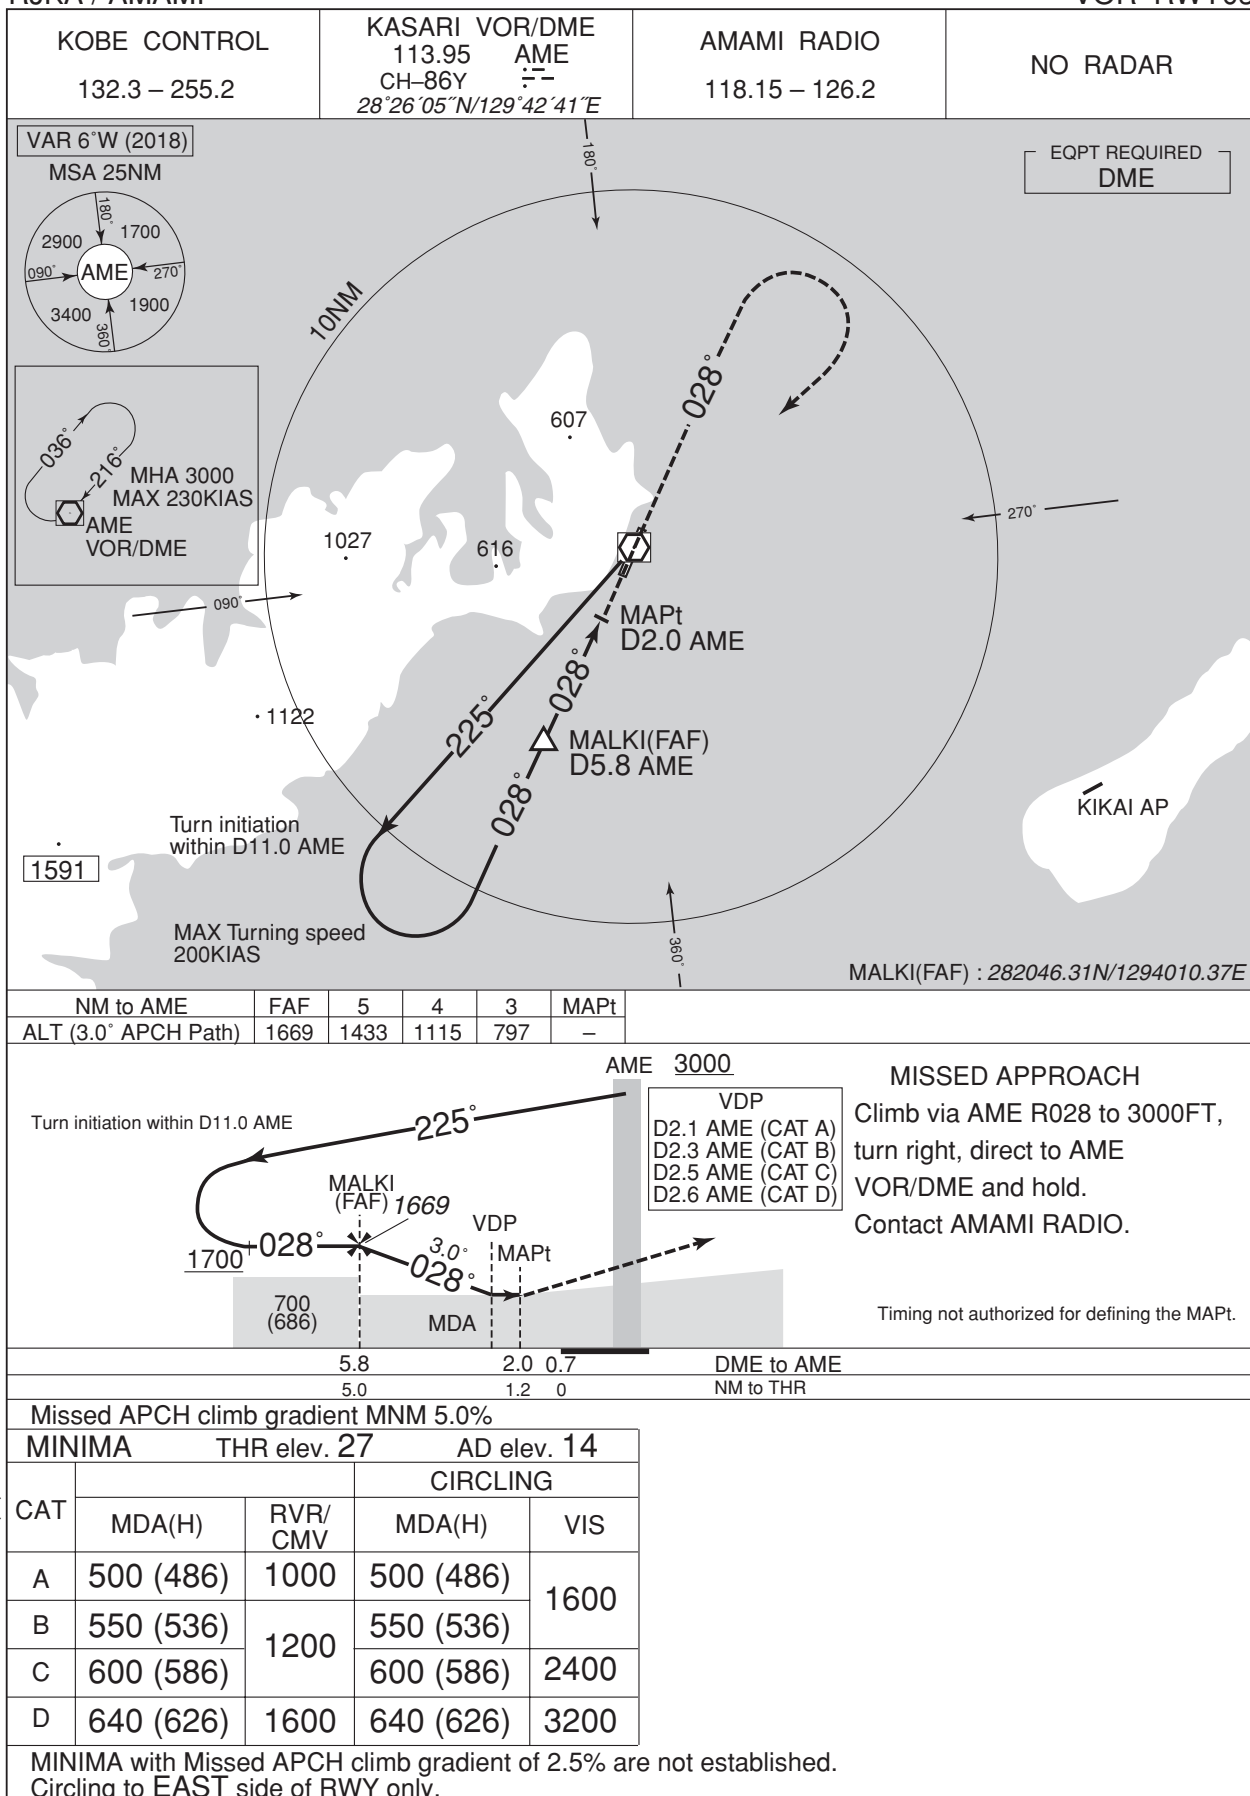 KOBE CONTROL
132.3 – 255.2
KASARI VOR/DME
113.95 AME
CH–86Y
28°26´05˝N/129°42´41˝E
AMAMI RADIO
118.15 – 126.2
NO RADAR
VAR 6°W (2018)
MSA 25NM
180°
2900
1700
090°
AME
270°
3400
1900
360°
EQPT REQUIRED
DME
180°
10NM
028°
036°
216°
MHA 3000
MAX 230KIAS
AME
VOR/DME
607
1027
616
270°
090°
MAPt
D2.0 AME
028°
1122
225°
MALKI(FAF)
D5.8 AME
028°
KIKAI AP
Turn initiation
within D11.0 AME
1591
MAX Turning speed
200KIAS
360°
MALKI(FAF) : 282046.31N/1294010.37E
NM to AME FAF 5 4 3 MAPt
ALT (3.0° APCH Path) 1669 1433 1115 797 –
AME 3000
Turn initiation within D11.0 AME
225°
VDP
D2.1 AME (CAT A)
D2.3 AME (CAT B)
D2.5 AME (CAT C)
D2.6 AME (CAT D)
MISSED APPROACH
Climb via AME R028 to 3000FT,
turn right, direct to AME
VOR/DME and hold.
Contact AMAMI RADIO.
MALKI
(FAF) 1669
VDP
MAPt
1700
028°
3.0°
028°
700
(686)
MDA
Timing not authorized for defining the MAPt.
5.8 2.0 0.7 DME to AME
5.0 1.2 0 NM to THR
Missed APCH climb gradient MNM 5.0%
MINIMA THR elev. 27 AD elev. 14
CIRCLING
CAT MDA(H) RVR/CMV MDA(H) VIS
A 500 (486) 1000 500 (486) 1600
B 550 (536) 1200 550 (536)
C 600 (586) 600 (586) 2400
D 640 (626) 1600 640 (626) 3200
MINIMA with Missed APCH climb gradient of 2.5% are not established.
Circling to EAST side of RWY only.